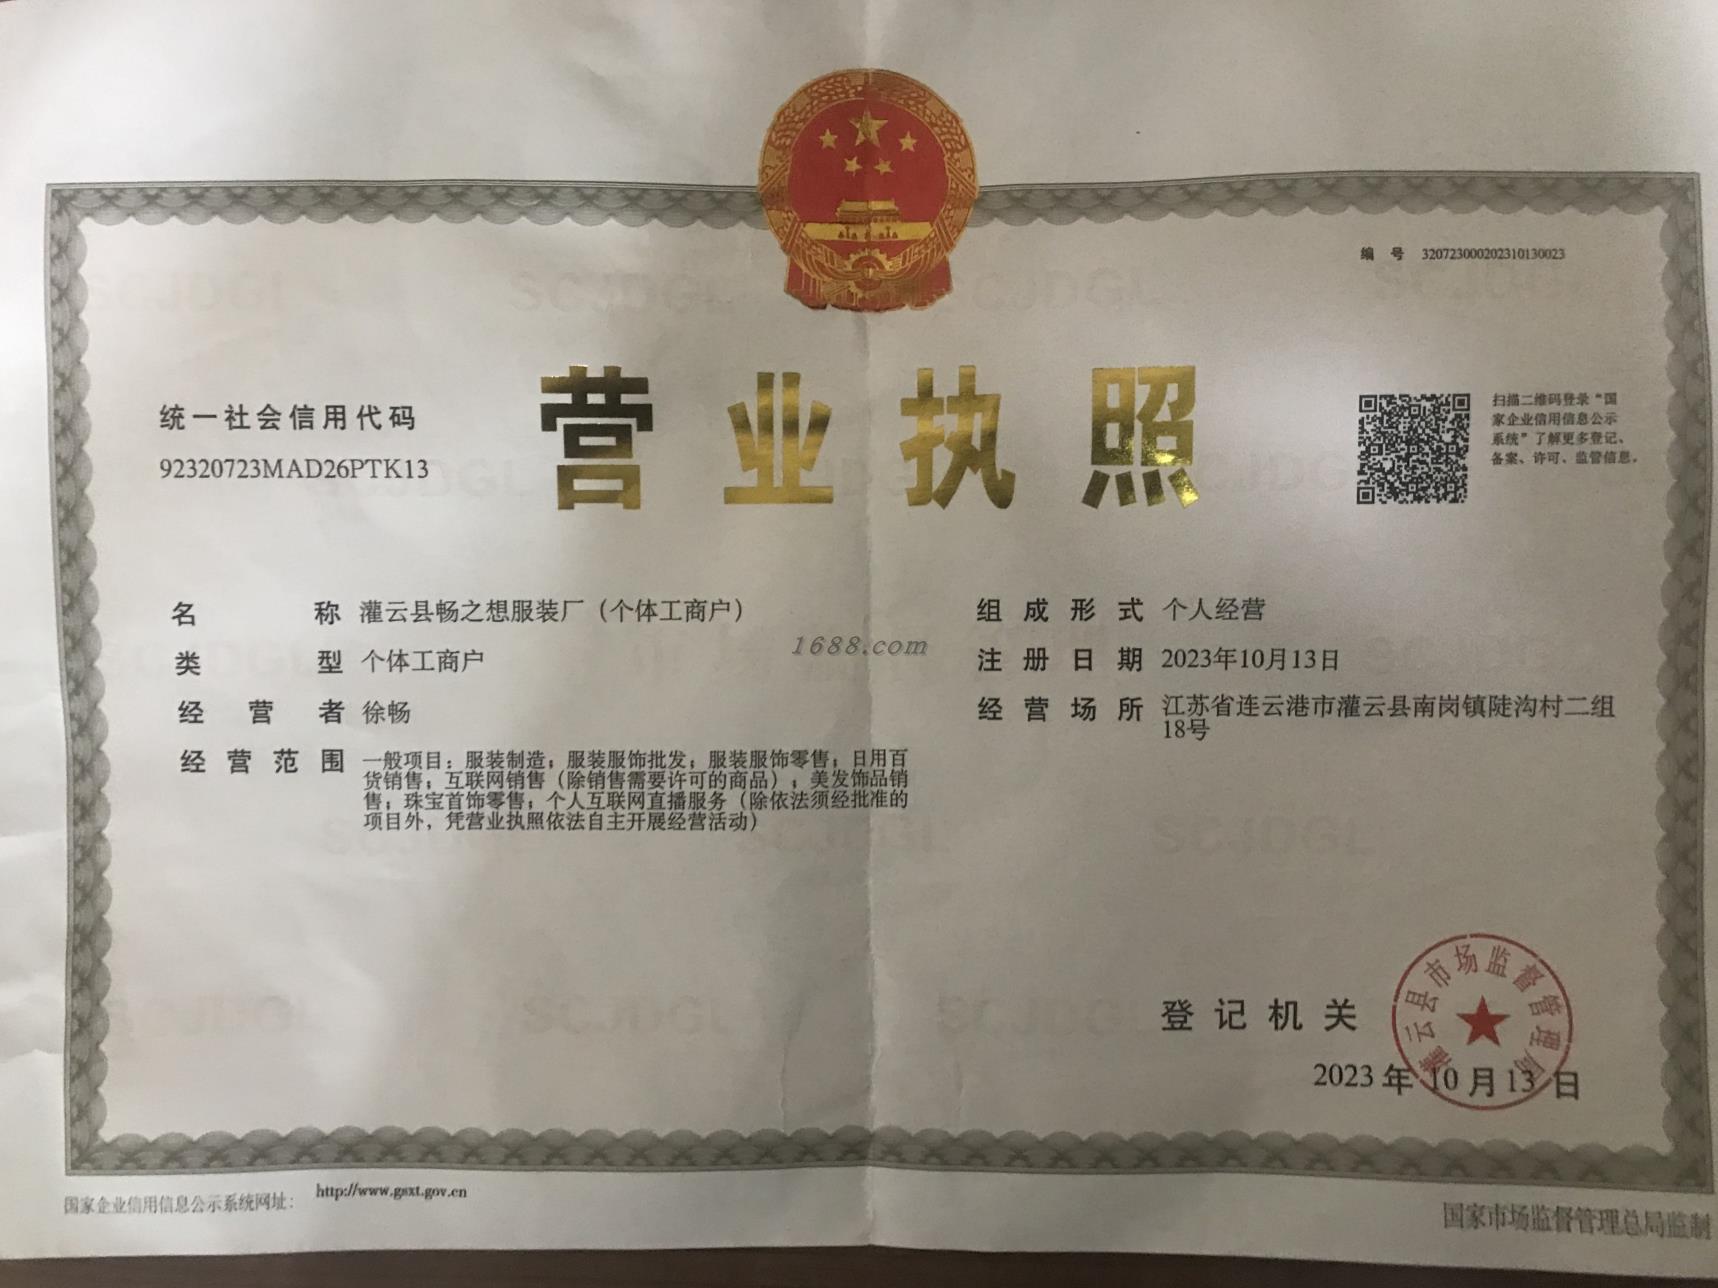 编 号 320723000202310130023
统一社会信用代码
92320723MAD26PTK13
营业执照
扫描二维码登录“国
家企业信用信息公示
系统”了解更多登记、
备案、许可、监管信息。
名 称 灌云县畅之想服装厂（个体工商户）
类 型 个体工商户
经 营 者 徐畅
经 营 范 围 一般项目：服装制造；服装服饰批发；服装服饰零售；日用百
货销售；互联网销售（除销售需要许可的商品）；美发饰品销
售；珠宝首饰零售；个人互联网直播服务（除依法须经批准的
项目外，凭营业执照依法自主开展经营活动）
1688.com
组 成 形 式 个人经营
注 册 日 期 2023年10月13日
经 营 场 所 江苏省连云港市灌云县南岗镇陡沟村二组
18号
登 记 机 关
灌云县市场监督管理局
2023 年 10 月 13 日
国家企业信用信息公示系统网址： http://www.gsxt.gov.cn
国家市场监督管理总局监制
SCJDGL